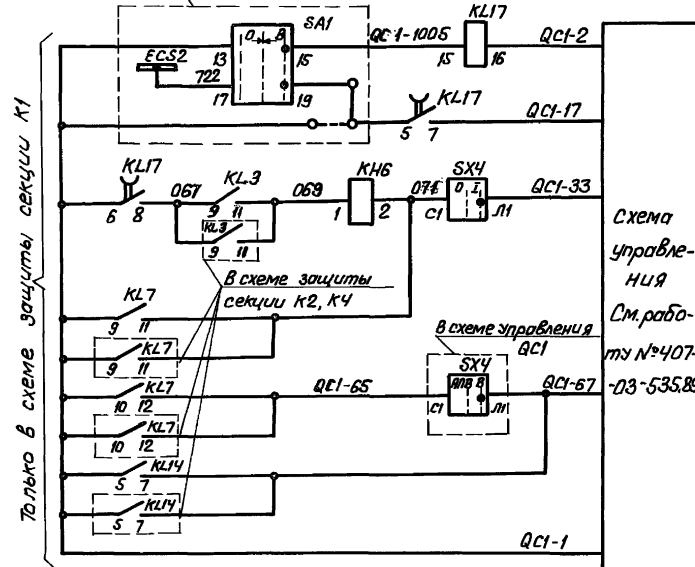 SA1
О В
13
15
ECS2
722
17
19
QC1-1005
KL17
15
16
QC1-2
KL17
5 7
QC1-17
KL17
6 8
067
KL3
9 11
KL3
9 11
069
KH6
1
2
071
SX4
О I
С1
Л1
QC1-33
В схеме защиты
секции К2, К4
KL7
9 11
KL7
9 11
KL7
10 12
KL7
10 12
KL14
5 7
KL14
5 7
QC1-65
В схеме управления
QC1
SX4
АПВ В
С1
Л1
QC1-67
QC1-1
Только в схеме защиты секции К1
Схема
управле-
ния
См. рабо-
ту №407-
-03-535.89